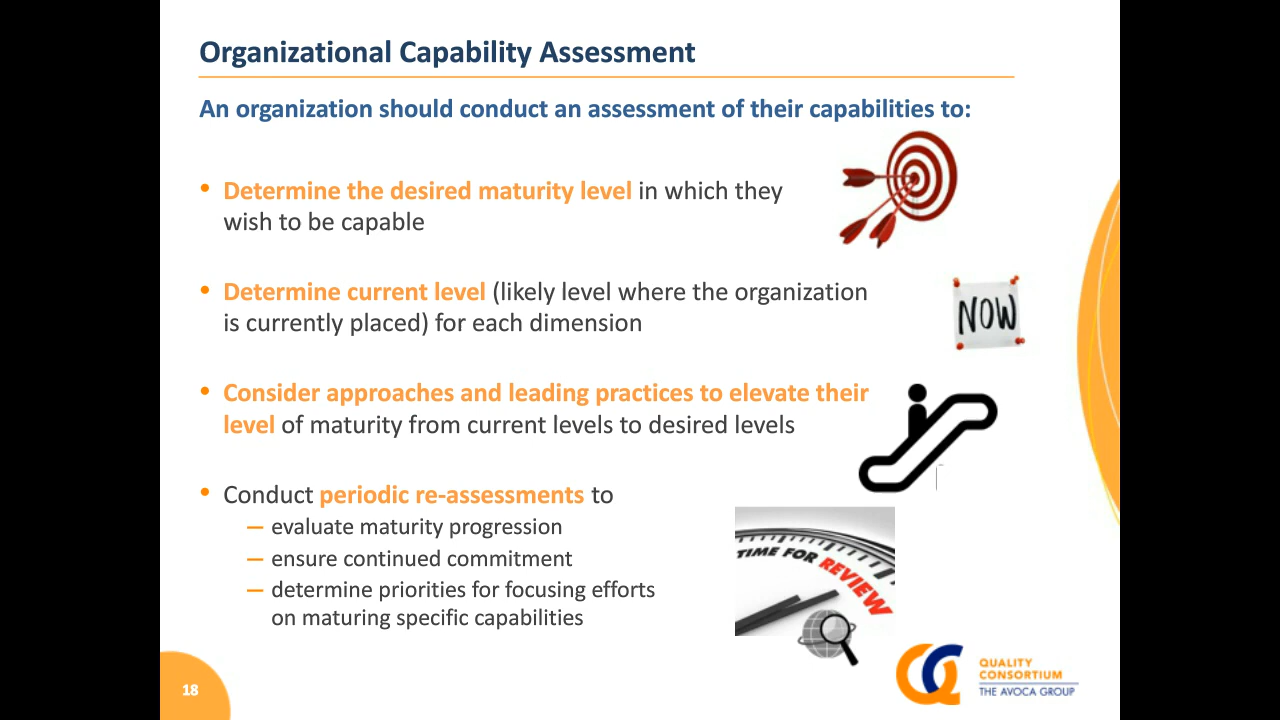 Organizational Capability Assessment
An organization should conduct an assessment of their capabilities to:
• Determine the desired maturity level in which they
wish to be capable
• Determine current level (likely level where the organization
is currently placed) for each dimension
NOW
• Consider approaches and leading practices to elevate their
level of maturity from current levels to desired levels
• Conduct periodic re-assessments to
— evaluate maturity progression
— ensure continued commitment
— determine priorities for focusing efforts
on maturing specific capabilities
TIME FOR REVIEW
18
QUALITY
CONSORTIUM
THE AVOCA GROUP